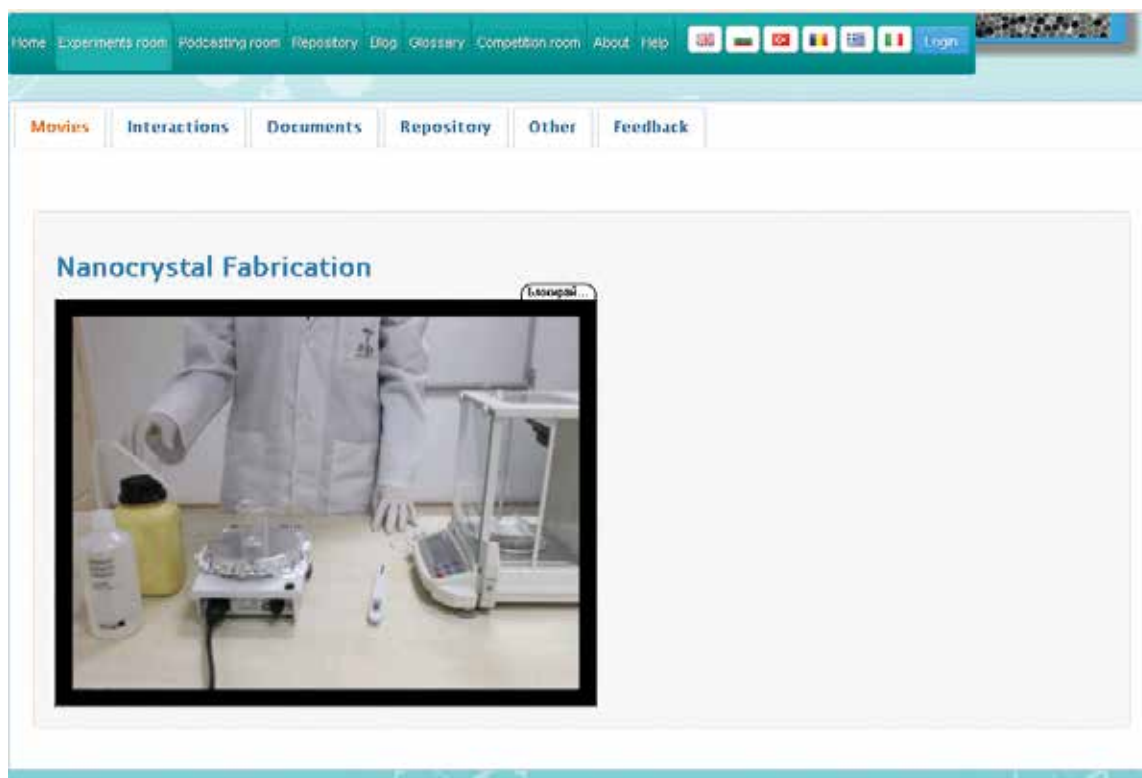 Home Experiments room Podcasting room Repository Blog Glossary Competition room About Help Login
Movies Interactions Documents Repository Other Feedback
Nanocrystal Fabrication
Блокирай...